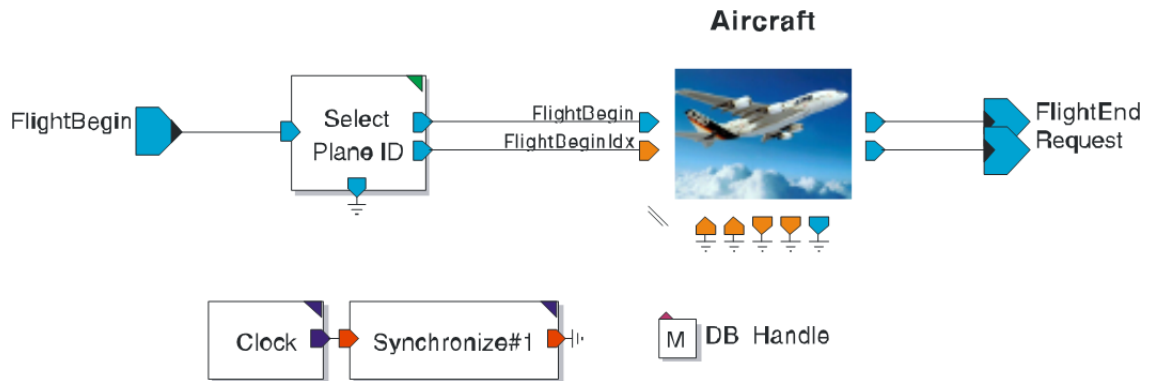 Aircraft
FlightBegin
Select
Plane ID
FlightBegin
FlightBeginIdx
FlightEnd
Request
Clock
Synchronize#1
M
DB Handle